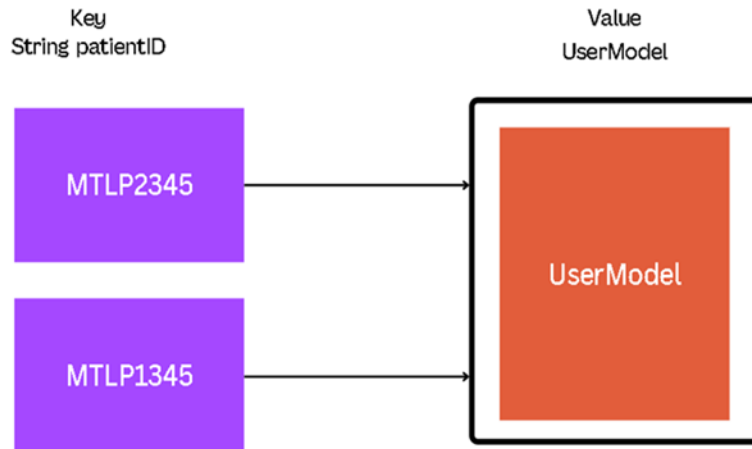 Key
String patientID
Value
UserModel
MTLP2345
UserModel
MTLP1345